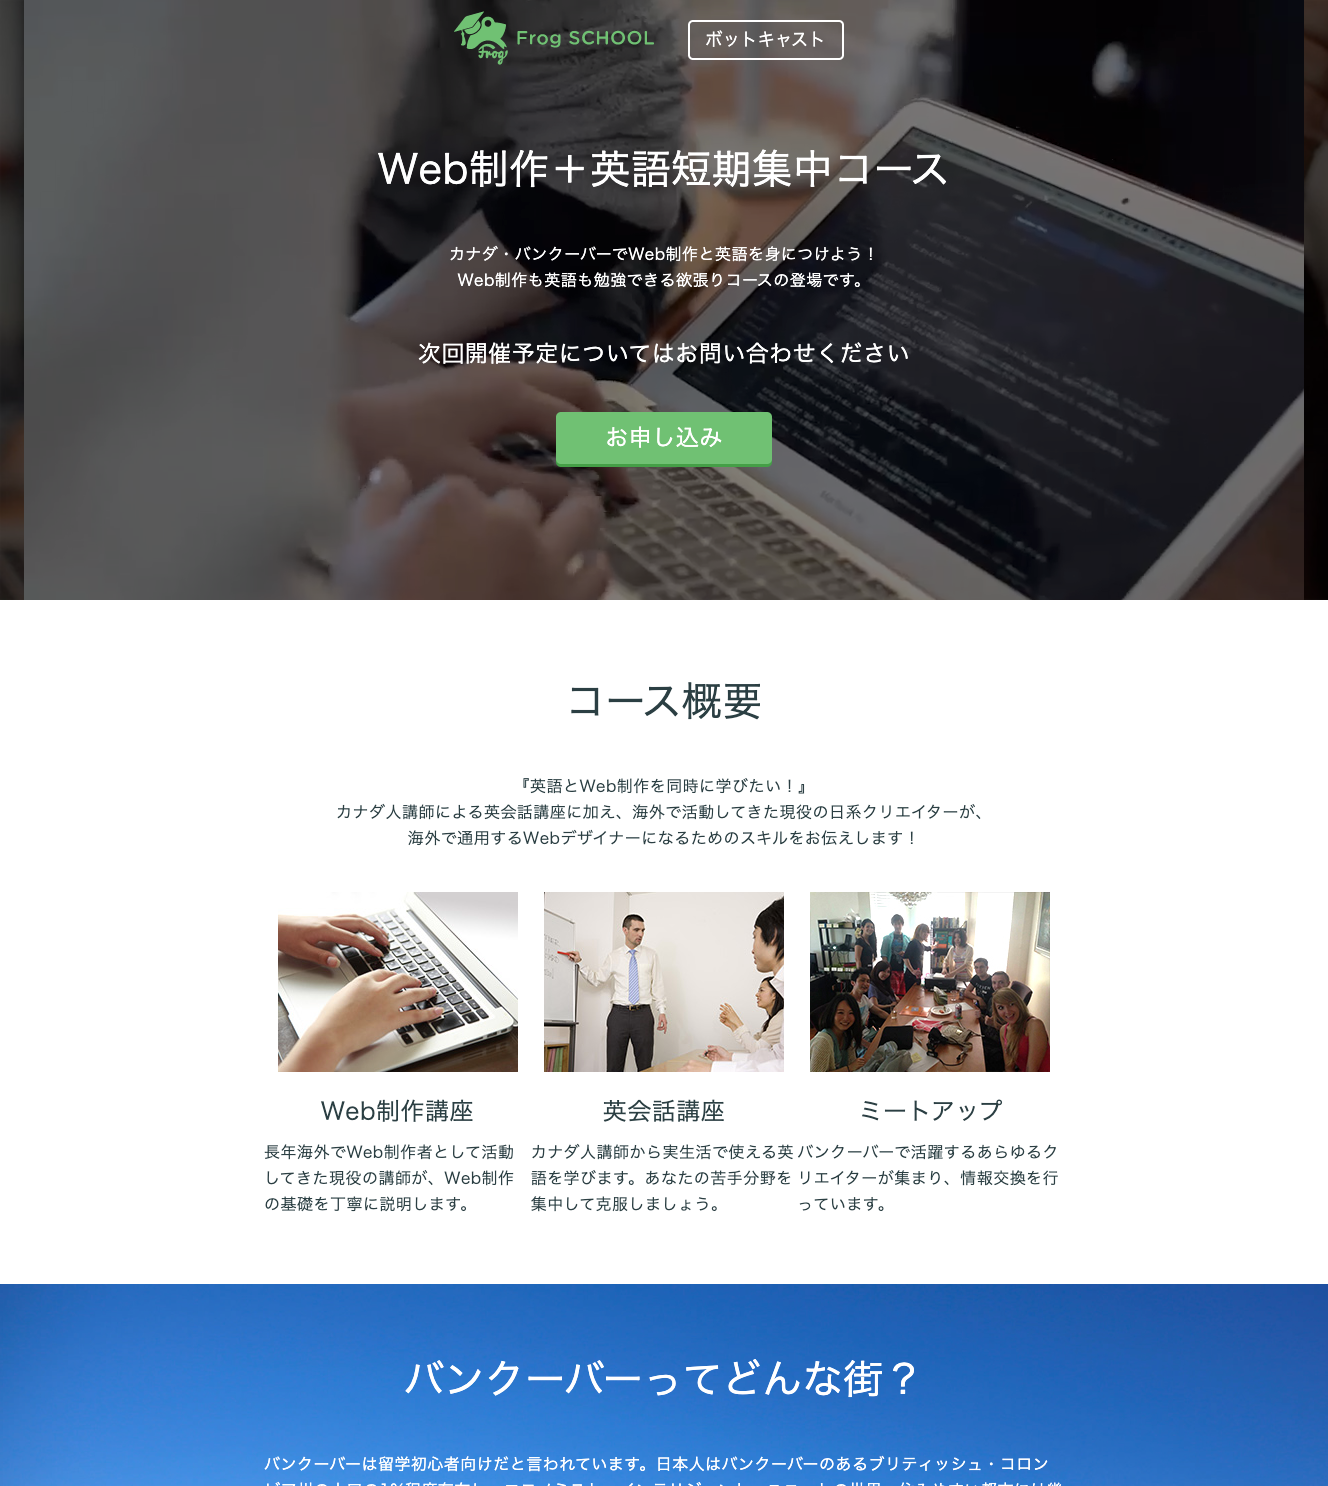 Frog SCHOOL
Frog
ポットキャスト
Web制作＋英語短期集中コース
カナダ・バンクーバーでWeb制作と英語を身につけよう！
Web制作も英語も勉強できる欲張りコースの登場です。
次回開催予定についてはお問い合わせください
お申し込み
コース概要
『英語とWeb制作を同時に学びたい！』
カナダ人講師による英会話講座に加え、海外で活動してきた現役の日系クリエイターが、
海外で通用するWebデザイナーになるためのスキルをお伝えします！
Web制作講座
長年海外でWeb制作者として活動
してきた現役の講師が、Web制作
の基礎を丁寧に説明します。
英会話講座
カナダ人講師から実生活で使える英
語を学びます。あなたの苦手分野を
集中して克服しましょう。
ミートアップ
バンクーバーで活躍するあらゆるク
リエイターが集まり、情報交換を行
っています。
バンクーバーってどんな街？
バンクーバーは留学初心者向けだと言われています。日本人はバンクーバーのあるブリティッシュ・コロン